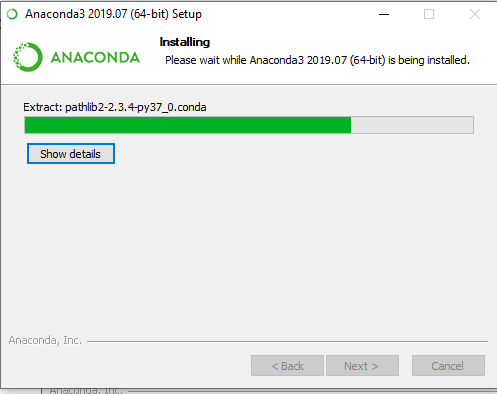 Anaconda3 2019.07 (64-bit) Setup
ANACONDA
Installing
Please wait while Anaconda3 2019.07 (64-bit) is being installed.
Extract: pathlib2-2.3.4-py37_0.conda
Show details
Anaconda, Inc.
< Back
Next >
Cancel
Anaconda, Inc.